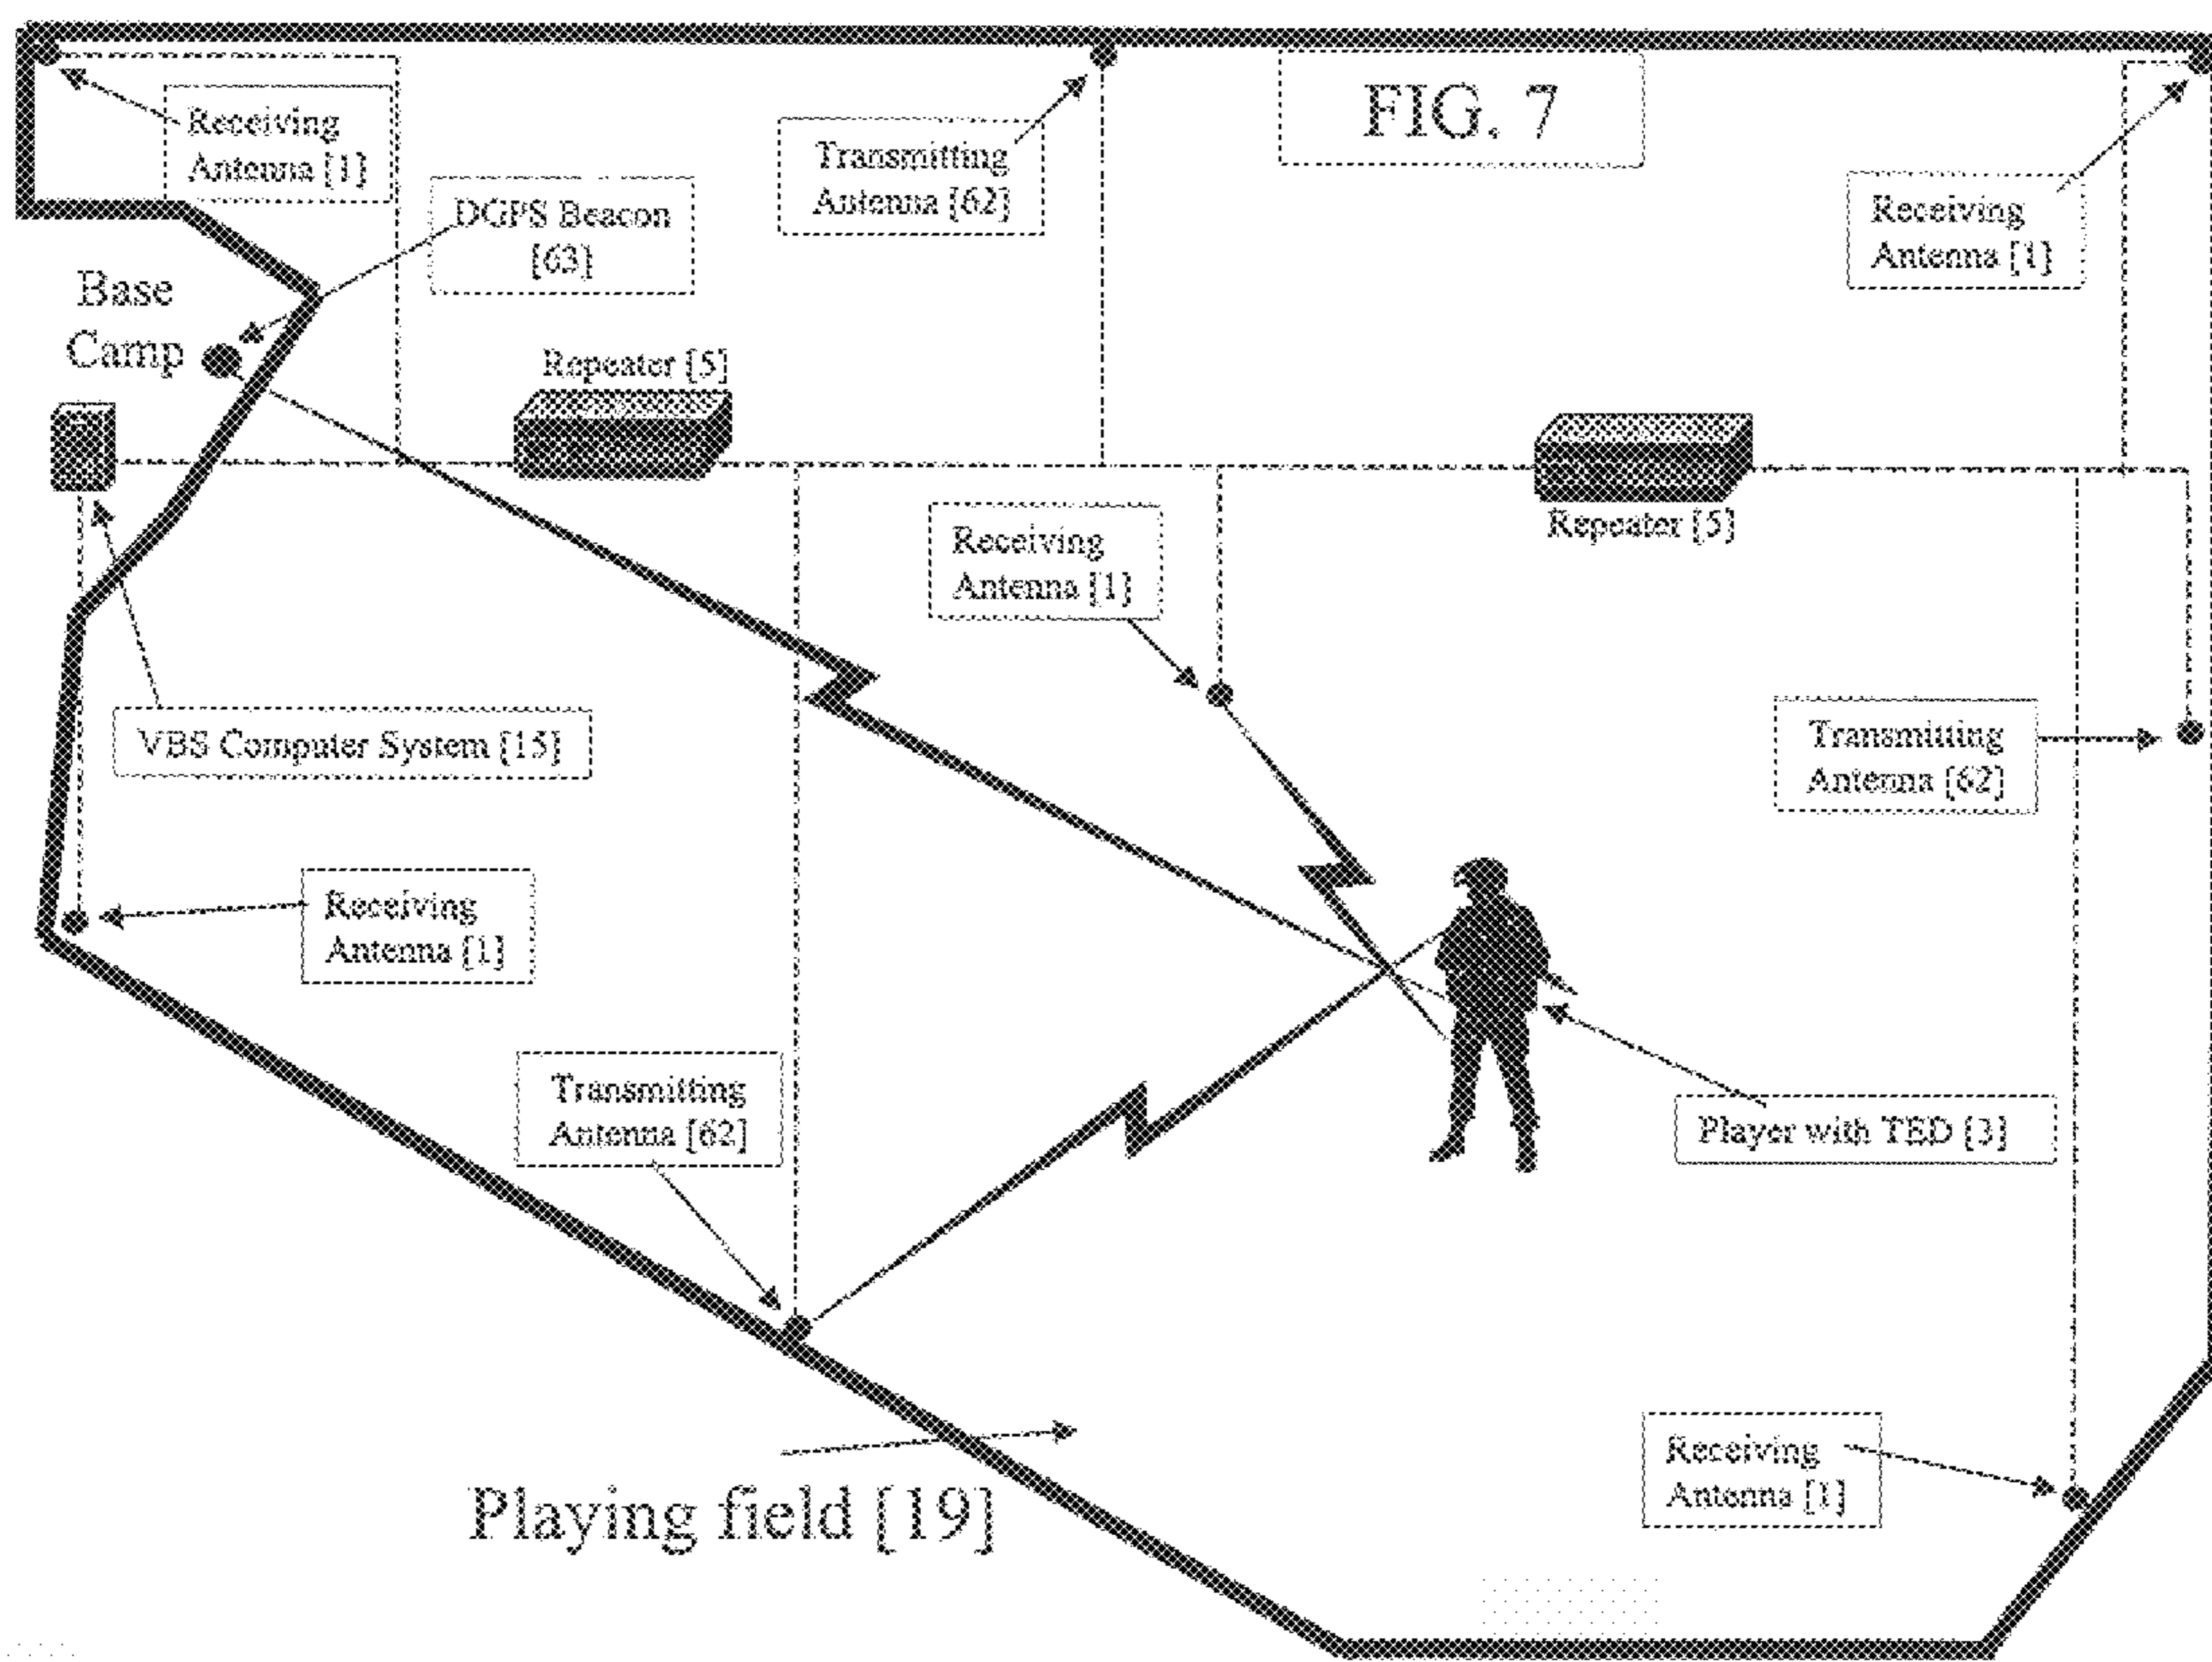 FIG. 7
Receiving
Antenna [1]
Transmitting
Antenna [62]
Receiving
Antenna [1]
DGPS Beacon
[63]
Base
Camp
Repeater [5]
Receiving
Antenna [1]
Repeater [5]
VBS Computer System [15]
Transmitting
Antenna [62]
Receiving
Antenna [1]
Transmitting
Antenna [62]
Player with TED [3]
Receiving
Antenna [1]
Playing field [19]